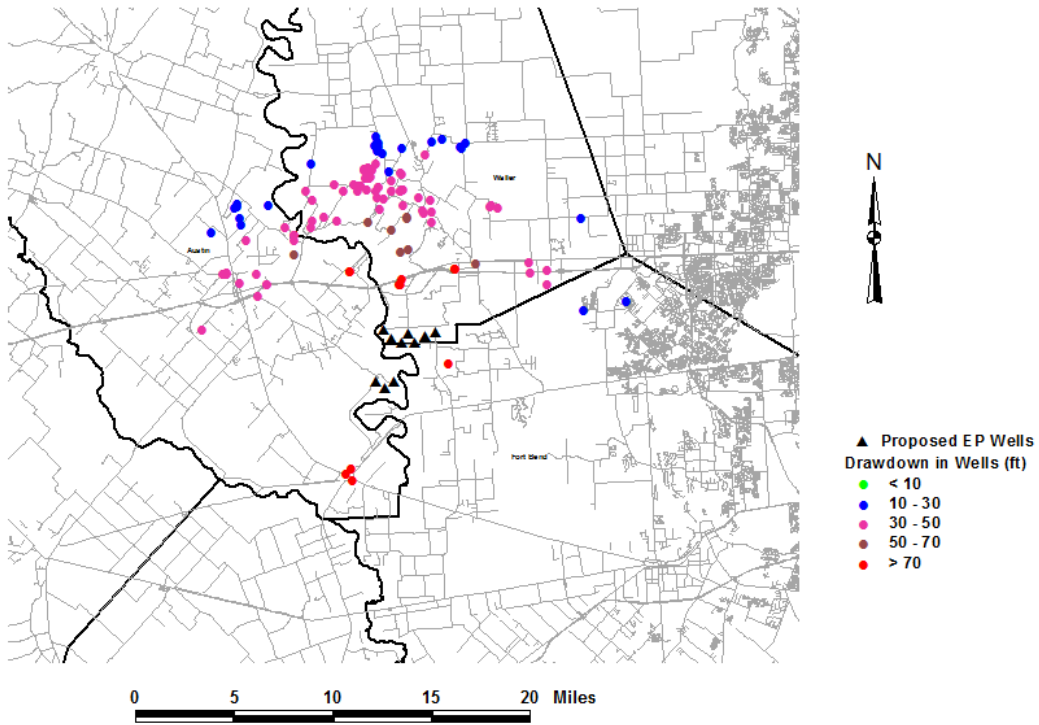 N
Waller
Austin
Fort Bend
Proposed EP Wells
Drawdown in Wells (ft)
< 10
10 - 30
30 - 50
50 - 70
> 70
0 5 10 15 20 Miles